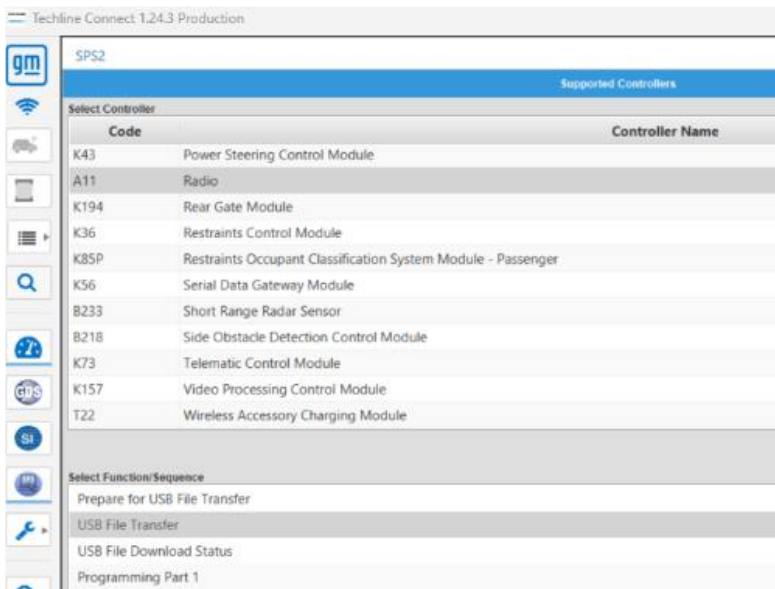 Techline Connect 1.24.3 Production
gm
SPS2
Supported Controllers
Select Controller
Code Controller Name
K43 Power Steering Control Module
A11 Radio
K194 Rear Gate Module
K36 Restraints Control Module
K85P Restraints Occupant Classification System Module - Passenger
K56 Serial Data Gateway Module
B233 Short Range Radar Sensor
B218 Side Obstacle Detection Control Module
K73 Telematic Control Module
K157 Video Processing Control Module
T22 Wireless Accessory Charging Module
GDS
SI
Select Function/Sequence
Prepare for USB File Transfer
USB File Transfer
USB File Download Status
Programming Part 1